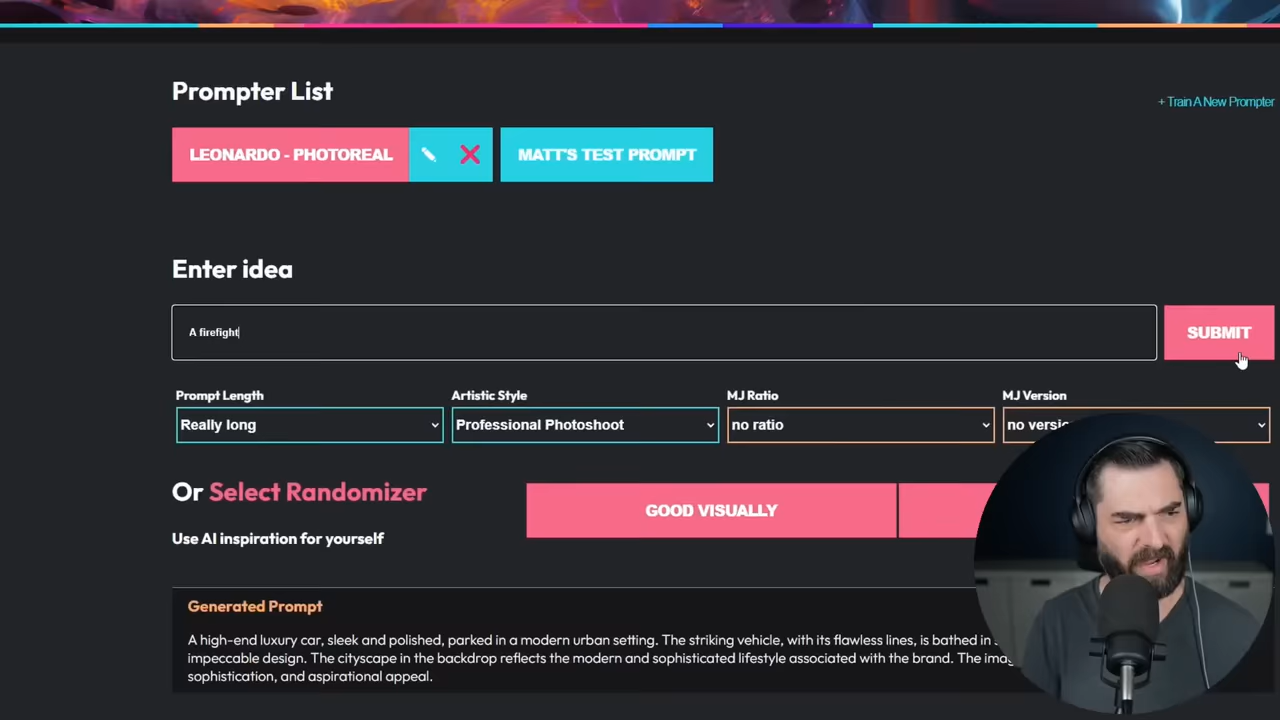 Prompter List
+ Train A New Prompter
LEONARDO - PHOTOREAL
MATT'S TEST PROMPT
Enter idea
A firefight
SUBMIT
Prompt Length
Artistic Style
MJ Ratio
MJ Version
Really long
Professional Photoshoot
no ratio
no versio
Or Select Randomizer
GOOD VISUALLY
Use AI inspiration for yourself
Generated Prompt
A high-end luxury car, sleek and polished, parked in a modern urban setting. The striking vehicle, with its flawless lines, is bathed in
impeccable design. The cityscape in the backdrop reflects the modern and sophisticated lifestyle associated with the brand. The
sophistication, and aspirational appeal.